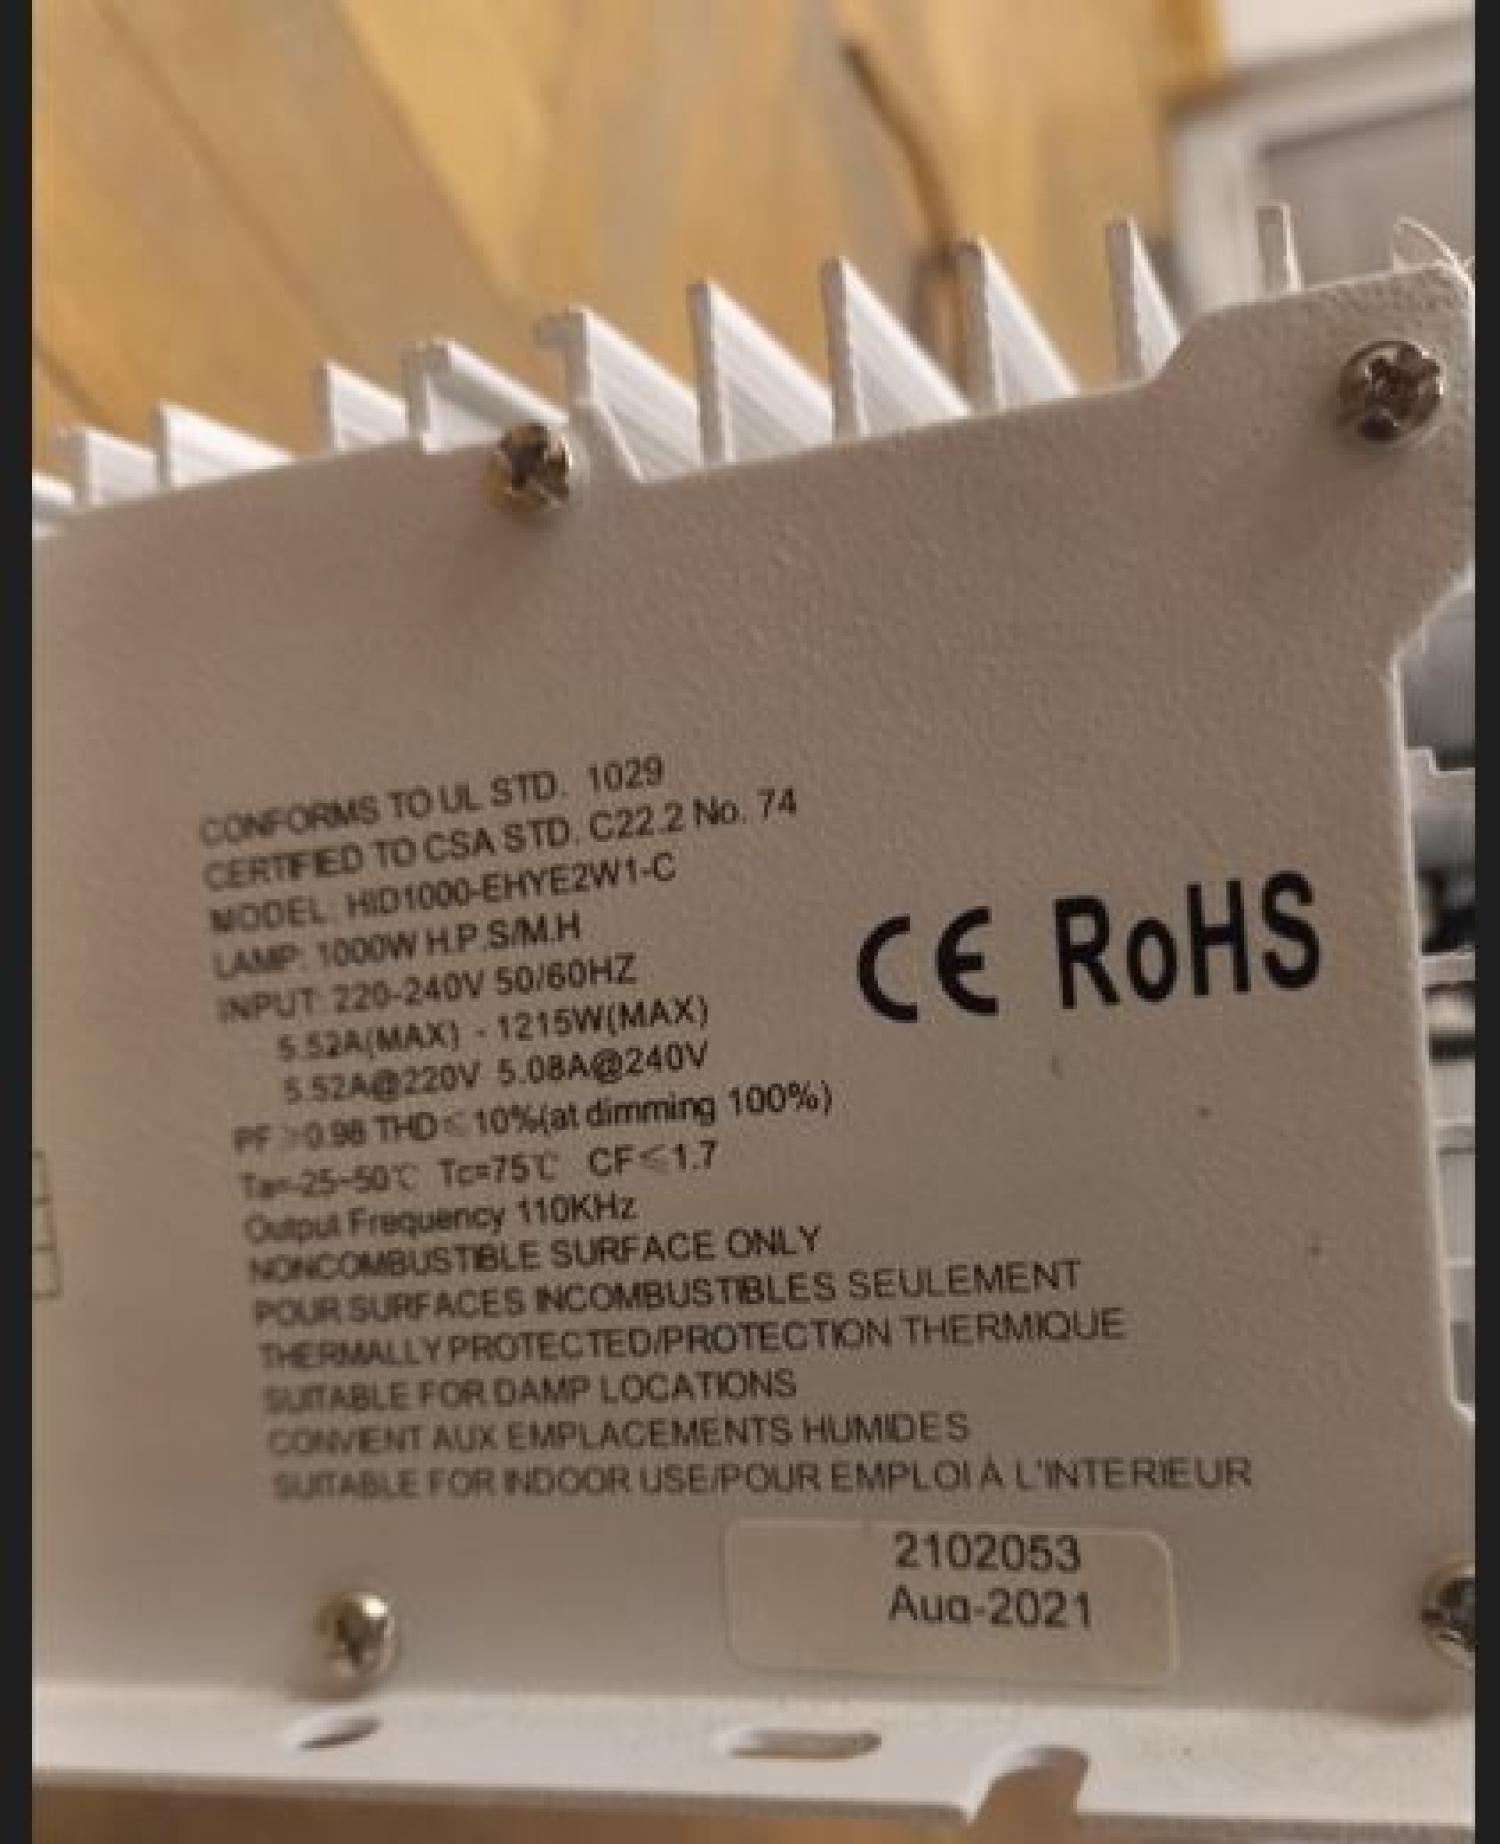 CONFORMS TO UL STD. 1029
CERTIFIED TO CSA STD. C22.2 No. 74
MODEL: HID1000-EHYE2W1-C
LAMP: 1000W H.P.S/M.H
INPUT: 220-240V 50/60HZ
5.52A(MAX) - 1215W(MAX)
5.52A@220V 5.08A@240V
PF>0.98 THD≤10%(at dimming 100%)
Ta=-25~50℃ Tc=75℃ CF≤1.7
Output Frequency 110KHz
NONCOMBUSTIBLE SURFACE ONLY
POUR SURFACES INCOMBUSTIBLES SEULEMENT
THERMALLY PROTECTED/PROTECTION THERMIQUE
SUITABLE FOR DAMP LOCATIONS
CONVIENT AUX EMPLACEMENTS HUMIDES
SUITABLE FOR INDOOR USE/POUR EMPLOI À L'INTERIEUR
CE RoHS
2102053
Aug-2021